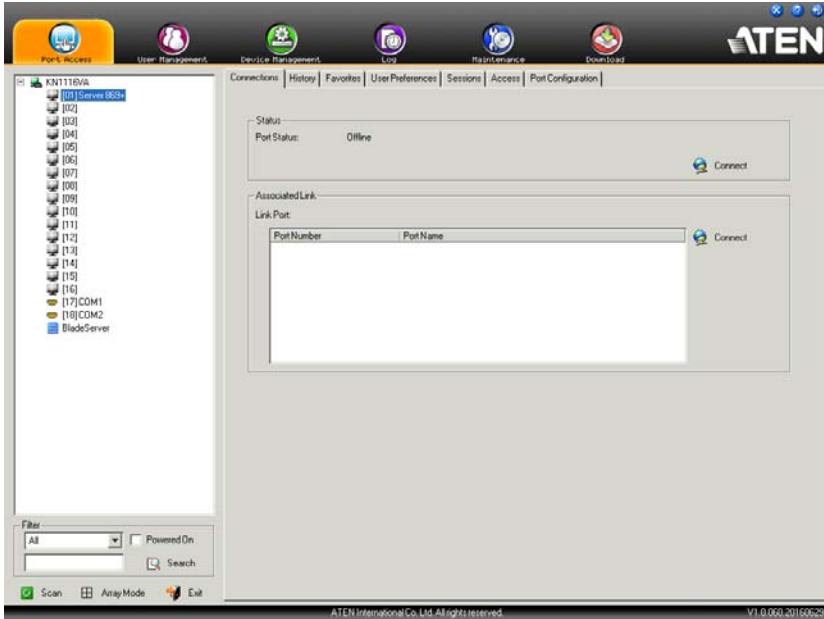 ATEN
Port Access
User Management
Device Management
Log
Maintenance
Download
KN1116VA
[01]Server 869+
[02]
[03]
[04]
[05]
[06]
[07]
[08]
[09]
[10]
[11]
[12]
[13]
[14]
[15]
[16]
[17]COM1
[18]COM2
BladeServer
Filter
All
Powered On
Search
Scan
Array Mode
Exit
Connections
History
Favorites
User Preferences
Sessions
Access
Port Configuration
Status
Port Status:
Offline
Connect
Associated Link
Link Port:
Port Number
Port Name
Connect
ATEN International Co. Ltd. All rights reserved.
V1.0.060.20160629